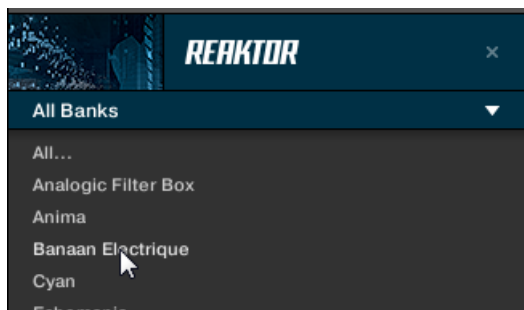 REAKTOR
All Banks
All...
Analogic Filter Box
Anima
Banaan Electrique
Cyan